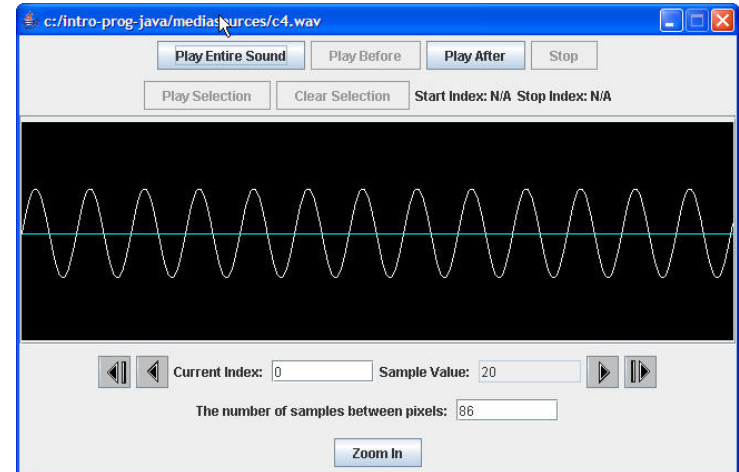 c:/intro-prog-java/mediasources/c4.wav
Play Entire Sound Play Before Play After Stop
Play Selection Clear Selection Start Index: N/A Stop Index: N/A
Current Index: 0 Sample Value: 20
The number of samples between pixels: 86
Zoom In